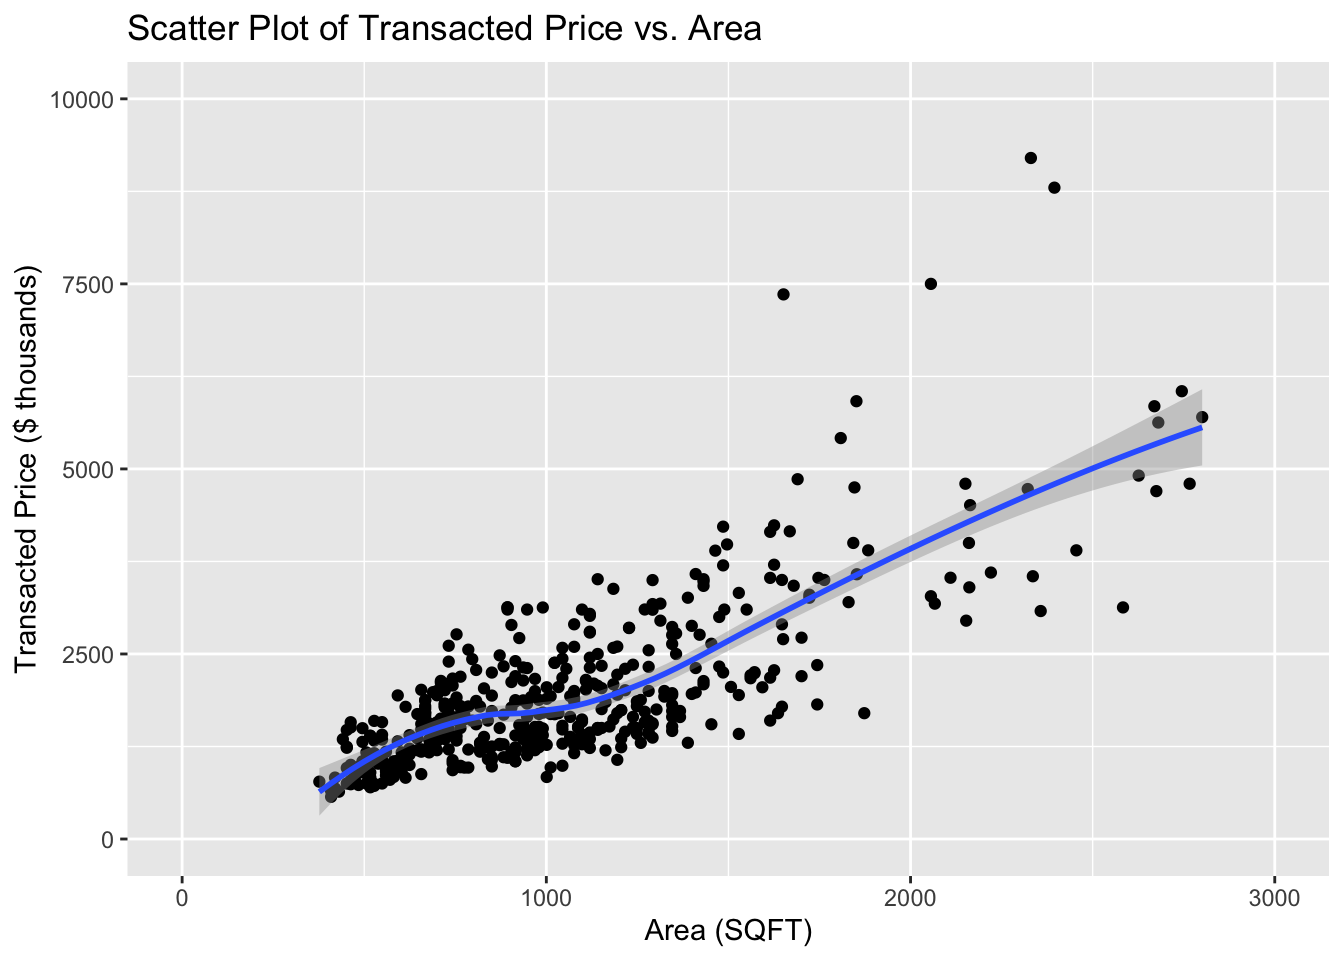 Scatter Plot of Transacted Price vs. Area
10000
7500
5000
2500
0
Transacted Price ($ thousands)
0 1000 2000 3000
Area (SQFT)